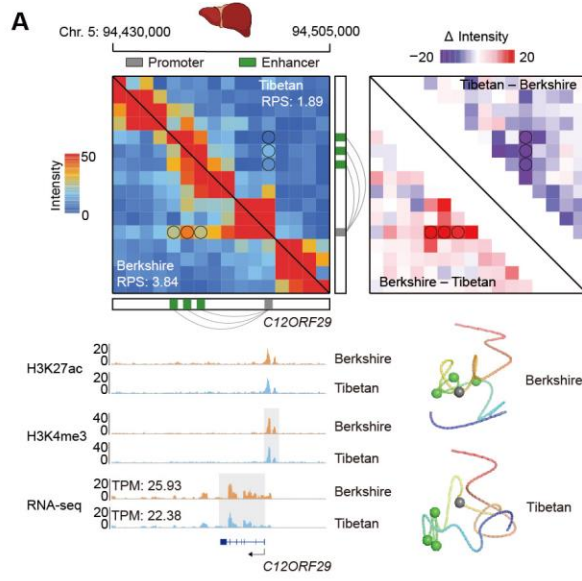 A
Chr. 5: 94,430,000
94,505,000
Promoter
Enhancer
Δ Intensity
−20
20
Tibetan
RPS: 1.89
Tibetan – Berkshire
50
Intensity
0
Berkshire
RPS: 3.84
Berkshire – Tibetan
C12ORF29
H3K27ac
20
0
Berkshire
20
0
Tibetan
H3K4me3
40
0
Berkshire
40
0
Tibetan
RNA-seq
20
0
TPM: 25.93
Berkshire
20
0
TPM: 22.38
Tibetan
C12ORF29
Berkshire
Tibetan